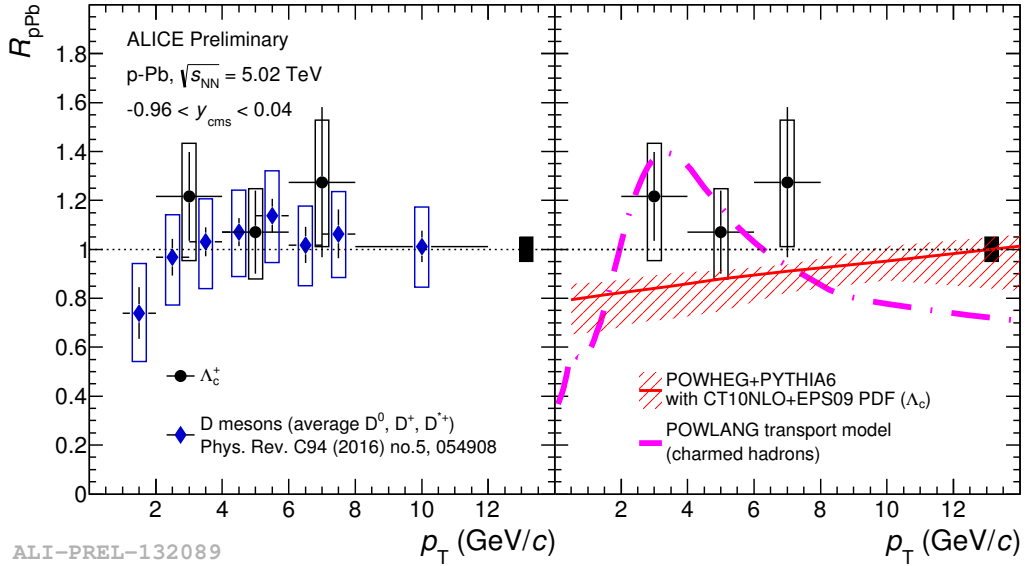 R_pPb
1.8
1.6
1.4
1.2
1
0.8
0.6
0.4
0.2
0
ALICE Preliminary
p-Pb, √s_NN = 5.02 TeV
-0.96 < y_cms < 0.04
Λ_c^+
D mesons (average D^0, D^+, D^*+)
Phys. Rev. C94 (2016) no.5, 054908
2 4 6 8 10 12
p_T (GeV/c)
POWHEG+PYTHIA6
with CT10NLO+EPS09 PDF (Λ_c)
POWLANG transport model
(charmed hadrons)
2 4 6 8 10 12
p_T (GeV/c)
ALI-PREL-132089